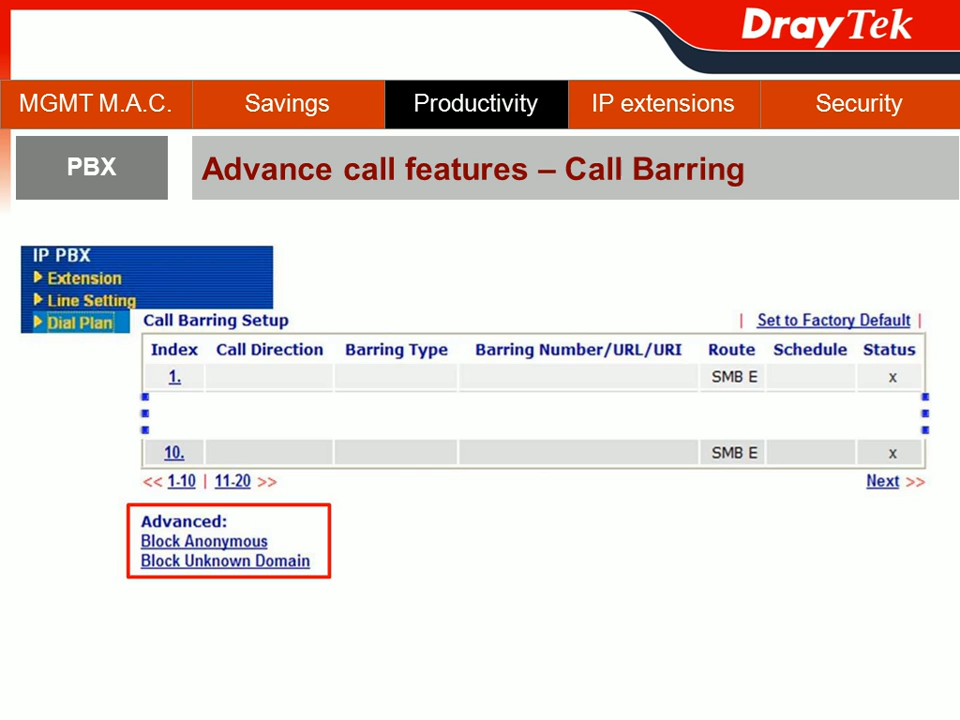 DrayTek
MGMT M.A.C. Savings Productivity IP extensions Security
PBX
Advance call features – Call Barring
IP PBX
Extension
Line Setting
Dial Plan
Call Barring Setup | Set to Factory Default |
Index Call Direction Barring Type Barring Number/URL/URI Route Schedule Status
1. SMB E x
10. SMB E x
<< 1-10 | 11-20 >> Next >>
Advanced:
Block Anonymous
Block Unknown Domain